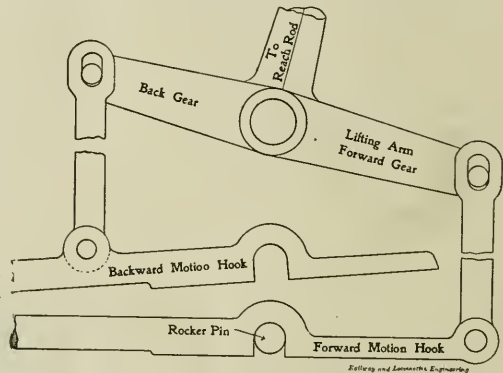 To
Reach Rod
Back Gear
Lifting Arm
Forward Gear
Backward Motioo Hook
Rocker Pin
Forward Motion Hook
Railway and Locomotive Engineering